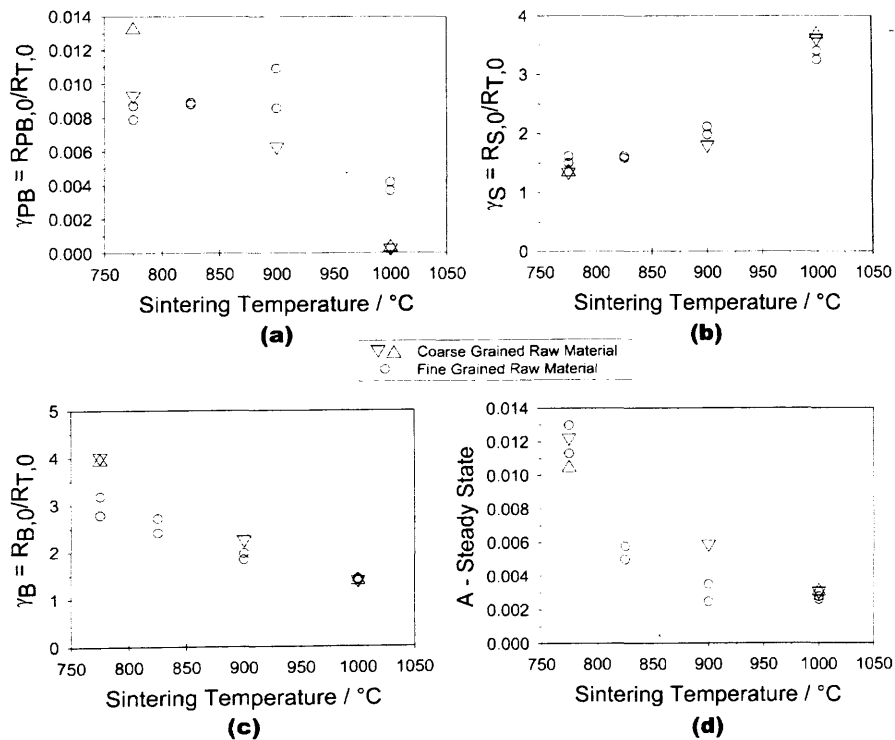 0.014
0.012
0.010
0.008
0.006
0.004
0.002
0.000
γPB = RPB,0/RT,0
750 800 850 900 950 1000 1050
Sintering Temperature / °C
(a)
4
3
2
1
0
γS = RS,0/RT,0
750 800 850 900 950 1000 1050
Sintering Temperature / °C
(b)
Coarse Grained Raw Material
Fine Grained Raw Material
5
4
3
2
1
0
γB = RB,0/RT,0
750 800 850 900 950 1000 1050
Sintering Temperature / °C
(c)
0.014
0.012
0.010
0.008
0.006
0.004
0.002
0.000
A - Steady State
750 800 850 900 950 1000 1050
Sintering Temperature / °C
(d)